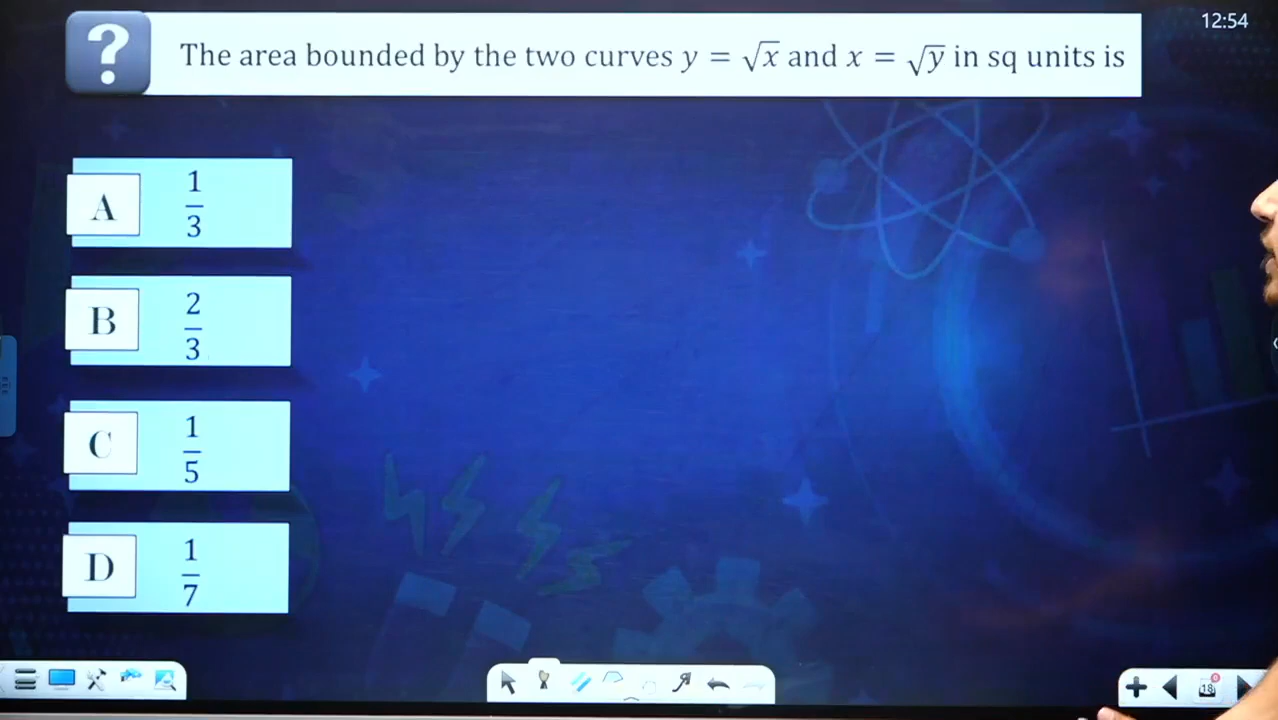 12:54
? The area bounded by the two curves y = √x and x = √y in sq units is
A 1/3
B 2/3
C 1/5
D 1/7
18